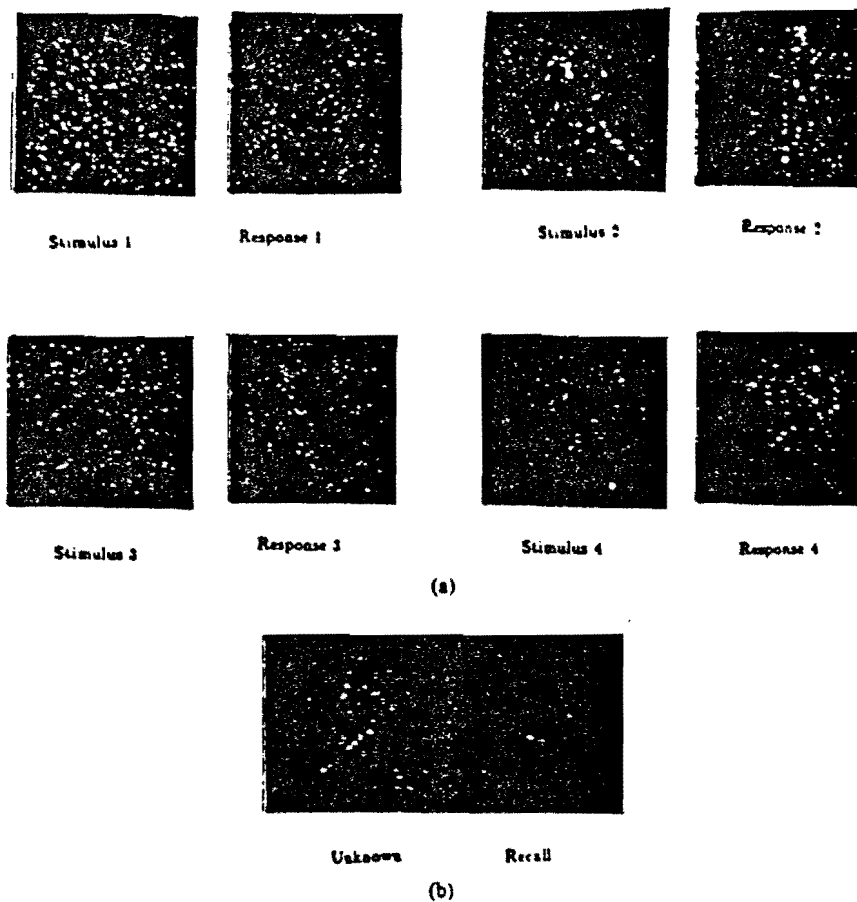 Stimulus 1 Response 1 Stimulus 2 Response 2
Stimulus 3 Response 3 Stimulus 4 Response 4
(a)
Unknown Recall
(b)